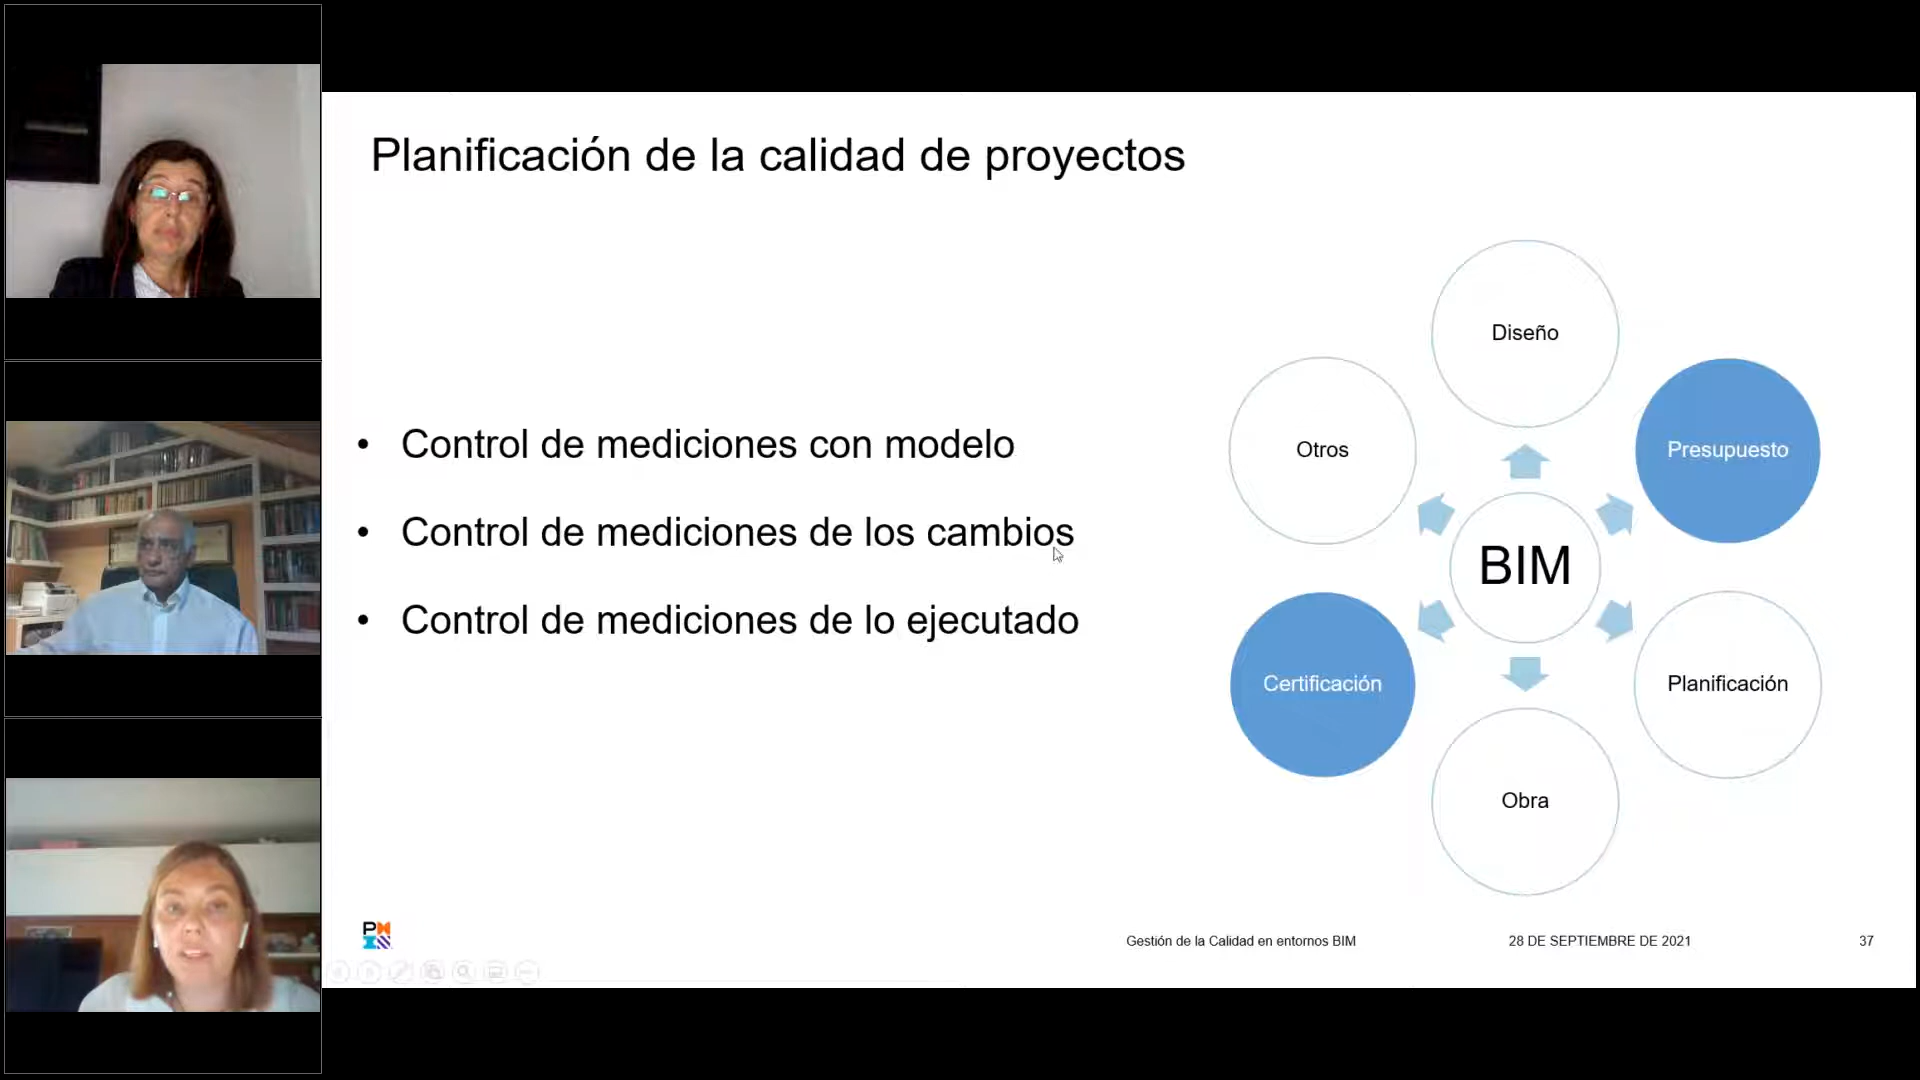 Planificación de la calidad de proyectos
• Control de mediciones con modelo
• Control de mediciones de los cambios
• Control de mediciones de lo ejecutado
Diseño
Otros
Presupuesto
BIM
Certificación
Planificación
Obra
Gestión de la Calidad en entornos BIM
28 DE SEPTIEMBRE DE 2021
37